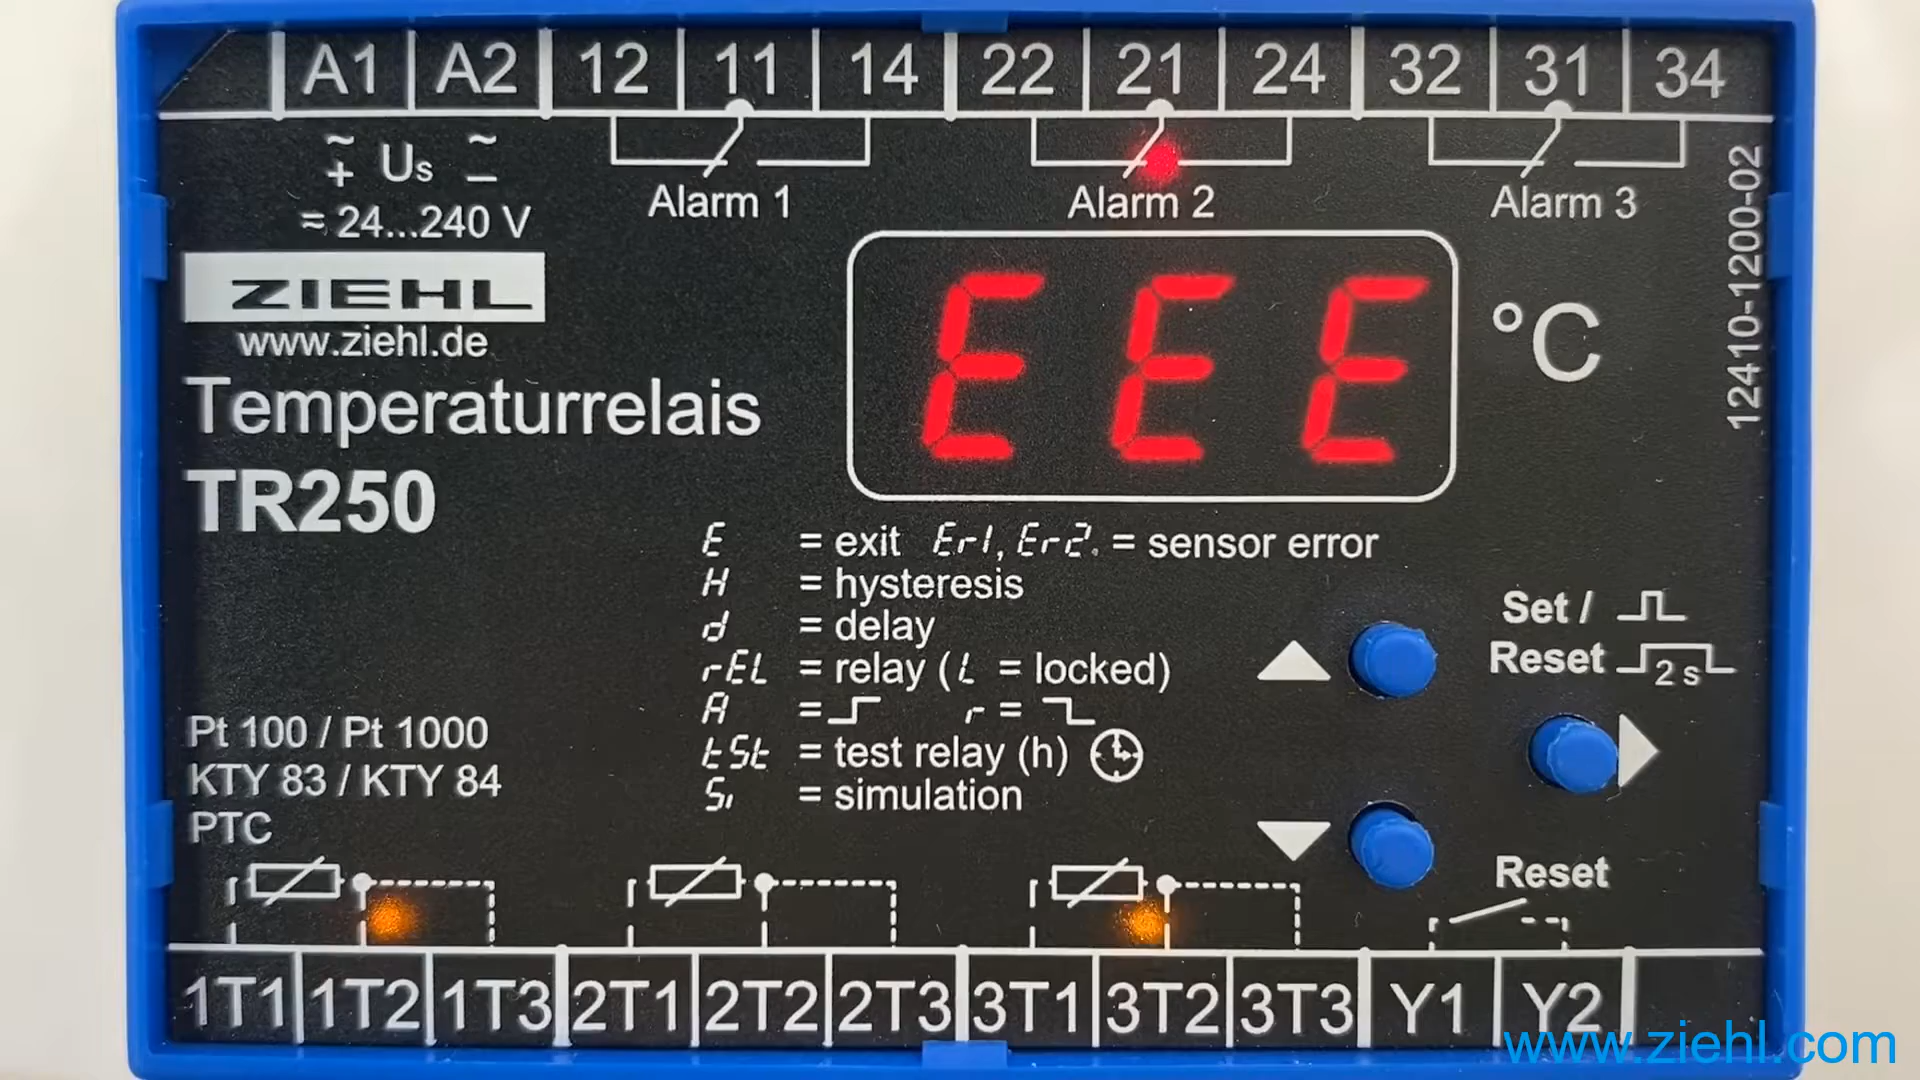 A1 A2 12 11 14 22 21 24 32 31 34
~ + Us ~ −
≂ 24...240 V
Alarm 1 Alarm 2 Alarm 3
12410-1200-02
ZIEHL
www.ziehl.de
Temperaturrelais
TR250
EEE °C
E = exit Er1, Er2. = sensor error
H = hysteresis
d = delay
rEL = relay (L = locked)
A = r =
tSt = test relay (h)
Si = simulation
Set /
Reset 2 s
Pt 100 / Pt 1000
KTY 83 / KTY 84
PTC
Reset
1T1 1T2 1T3 2T1 2T2 2T3 3T1 3T2 3T3 Y1 Y2
www.ziehl.com